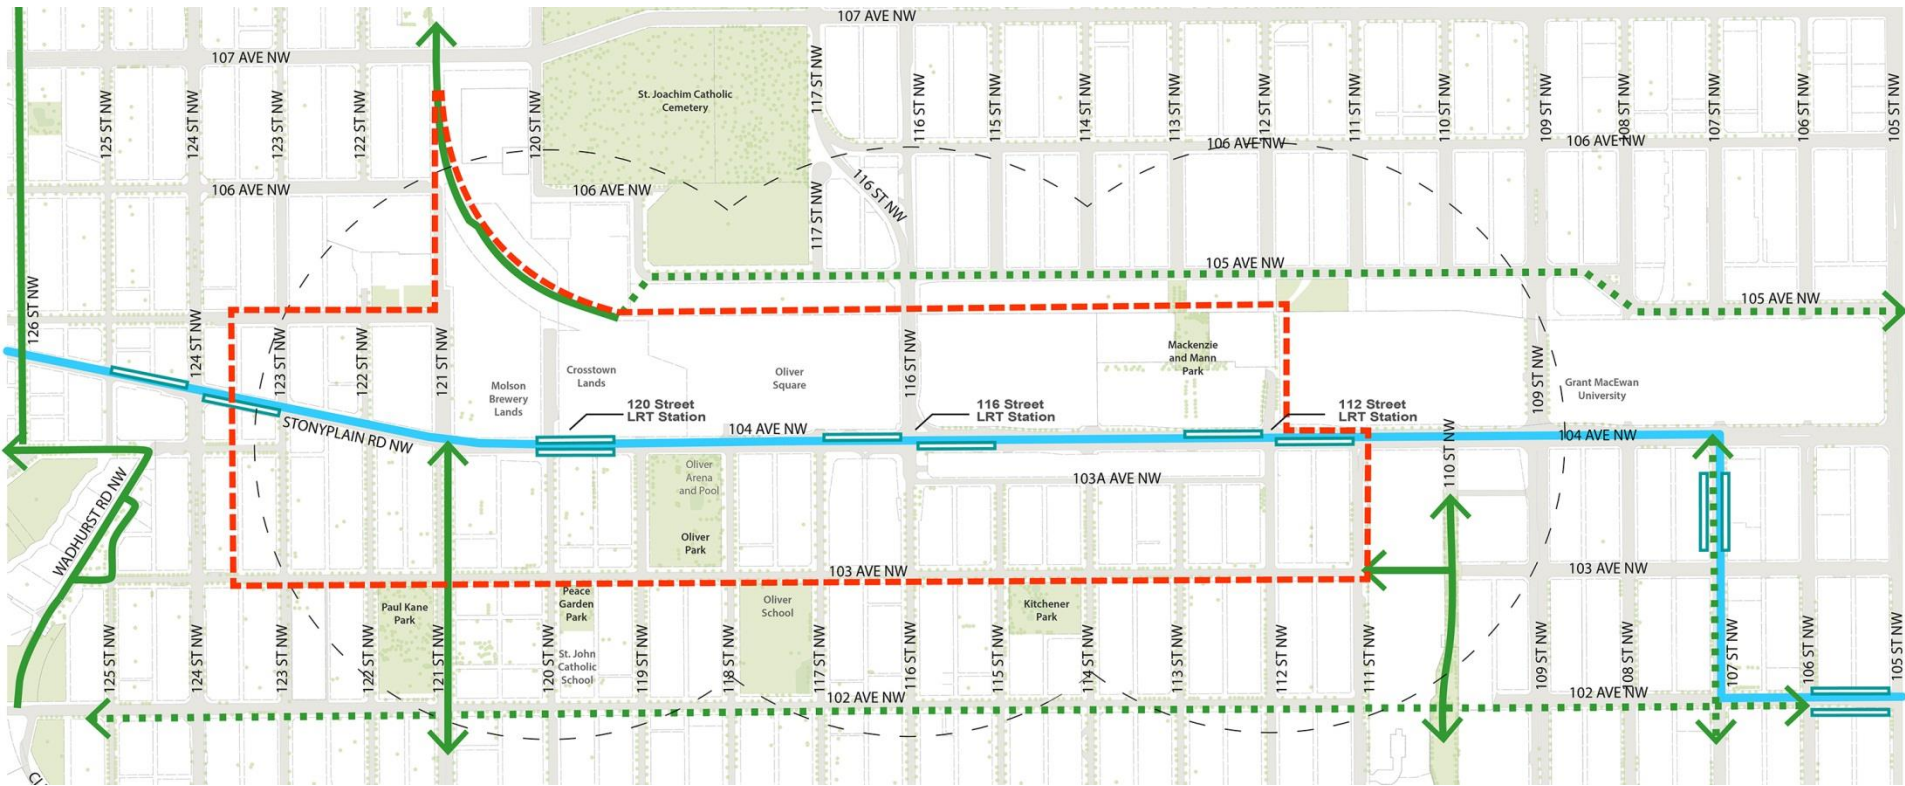 107 AVE NW
107 AVE NW
125 ST NW
124 ST NW
123 ST NW
122 ST NW
120 ST NW
St. Joachim Catholic
Cemetery
117 ST NW
116 ST NW
115 ST NW
114 ST NW
113 ST NW
112 ST NW
111 ST NW
110 ST NW
109 ST NW
108 ST NW
107 ST NW
106 ST NW
105 ST NW
106 AVE NW
106 AVE NW
106 AVE NW
106 AVE NW
116 ST NW
117 ST NW
105 AVE NW
105 AVE NW
126 ST NW
124 ST NW
123 ST NW
122 ST NW
121 ST NW
116 ST NW
109 ST NW
Molson
Brewery
Lands
Crosstown
Lands
Oliver
Square
Mackenzie
and Mann
Park
Grant MacEwan
University
120 Street
LRT Station
116 Street
LRT Station
112 Street
LRT Station
STONYPLAIN RD NW
104 AVE NW
104 AVE NW
110 ST NW
WADHURST RD NW
Oliver
Arena
and Pool
Oliver
Park
103A AVE NW
103 AVE NW
103 AVE NW
Paul Kane
Park
Peace
Garden
Park
St. John
Catholic
School
Oliver
School
Kitchener
Park
125 ST NW
124 ST NW
123 ST NW
122 ST NW
121 ST NW
120 ST NW
119 ST NW
118 ST NW
117 ST NW
116 ST NW
115 ST NW
114 ST NW
113 ST NW
112 ST NW
111 ST NW
109 ST NW
108 ST NW
107 ST NW
106 ST NW
105 ST NW
102 AVE NW
102 AVE NW